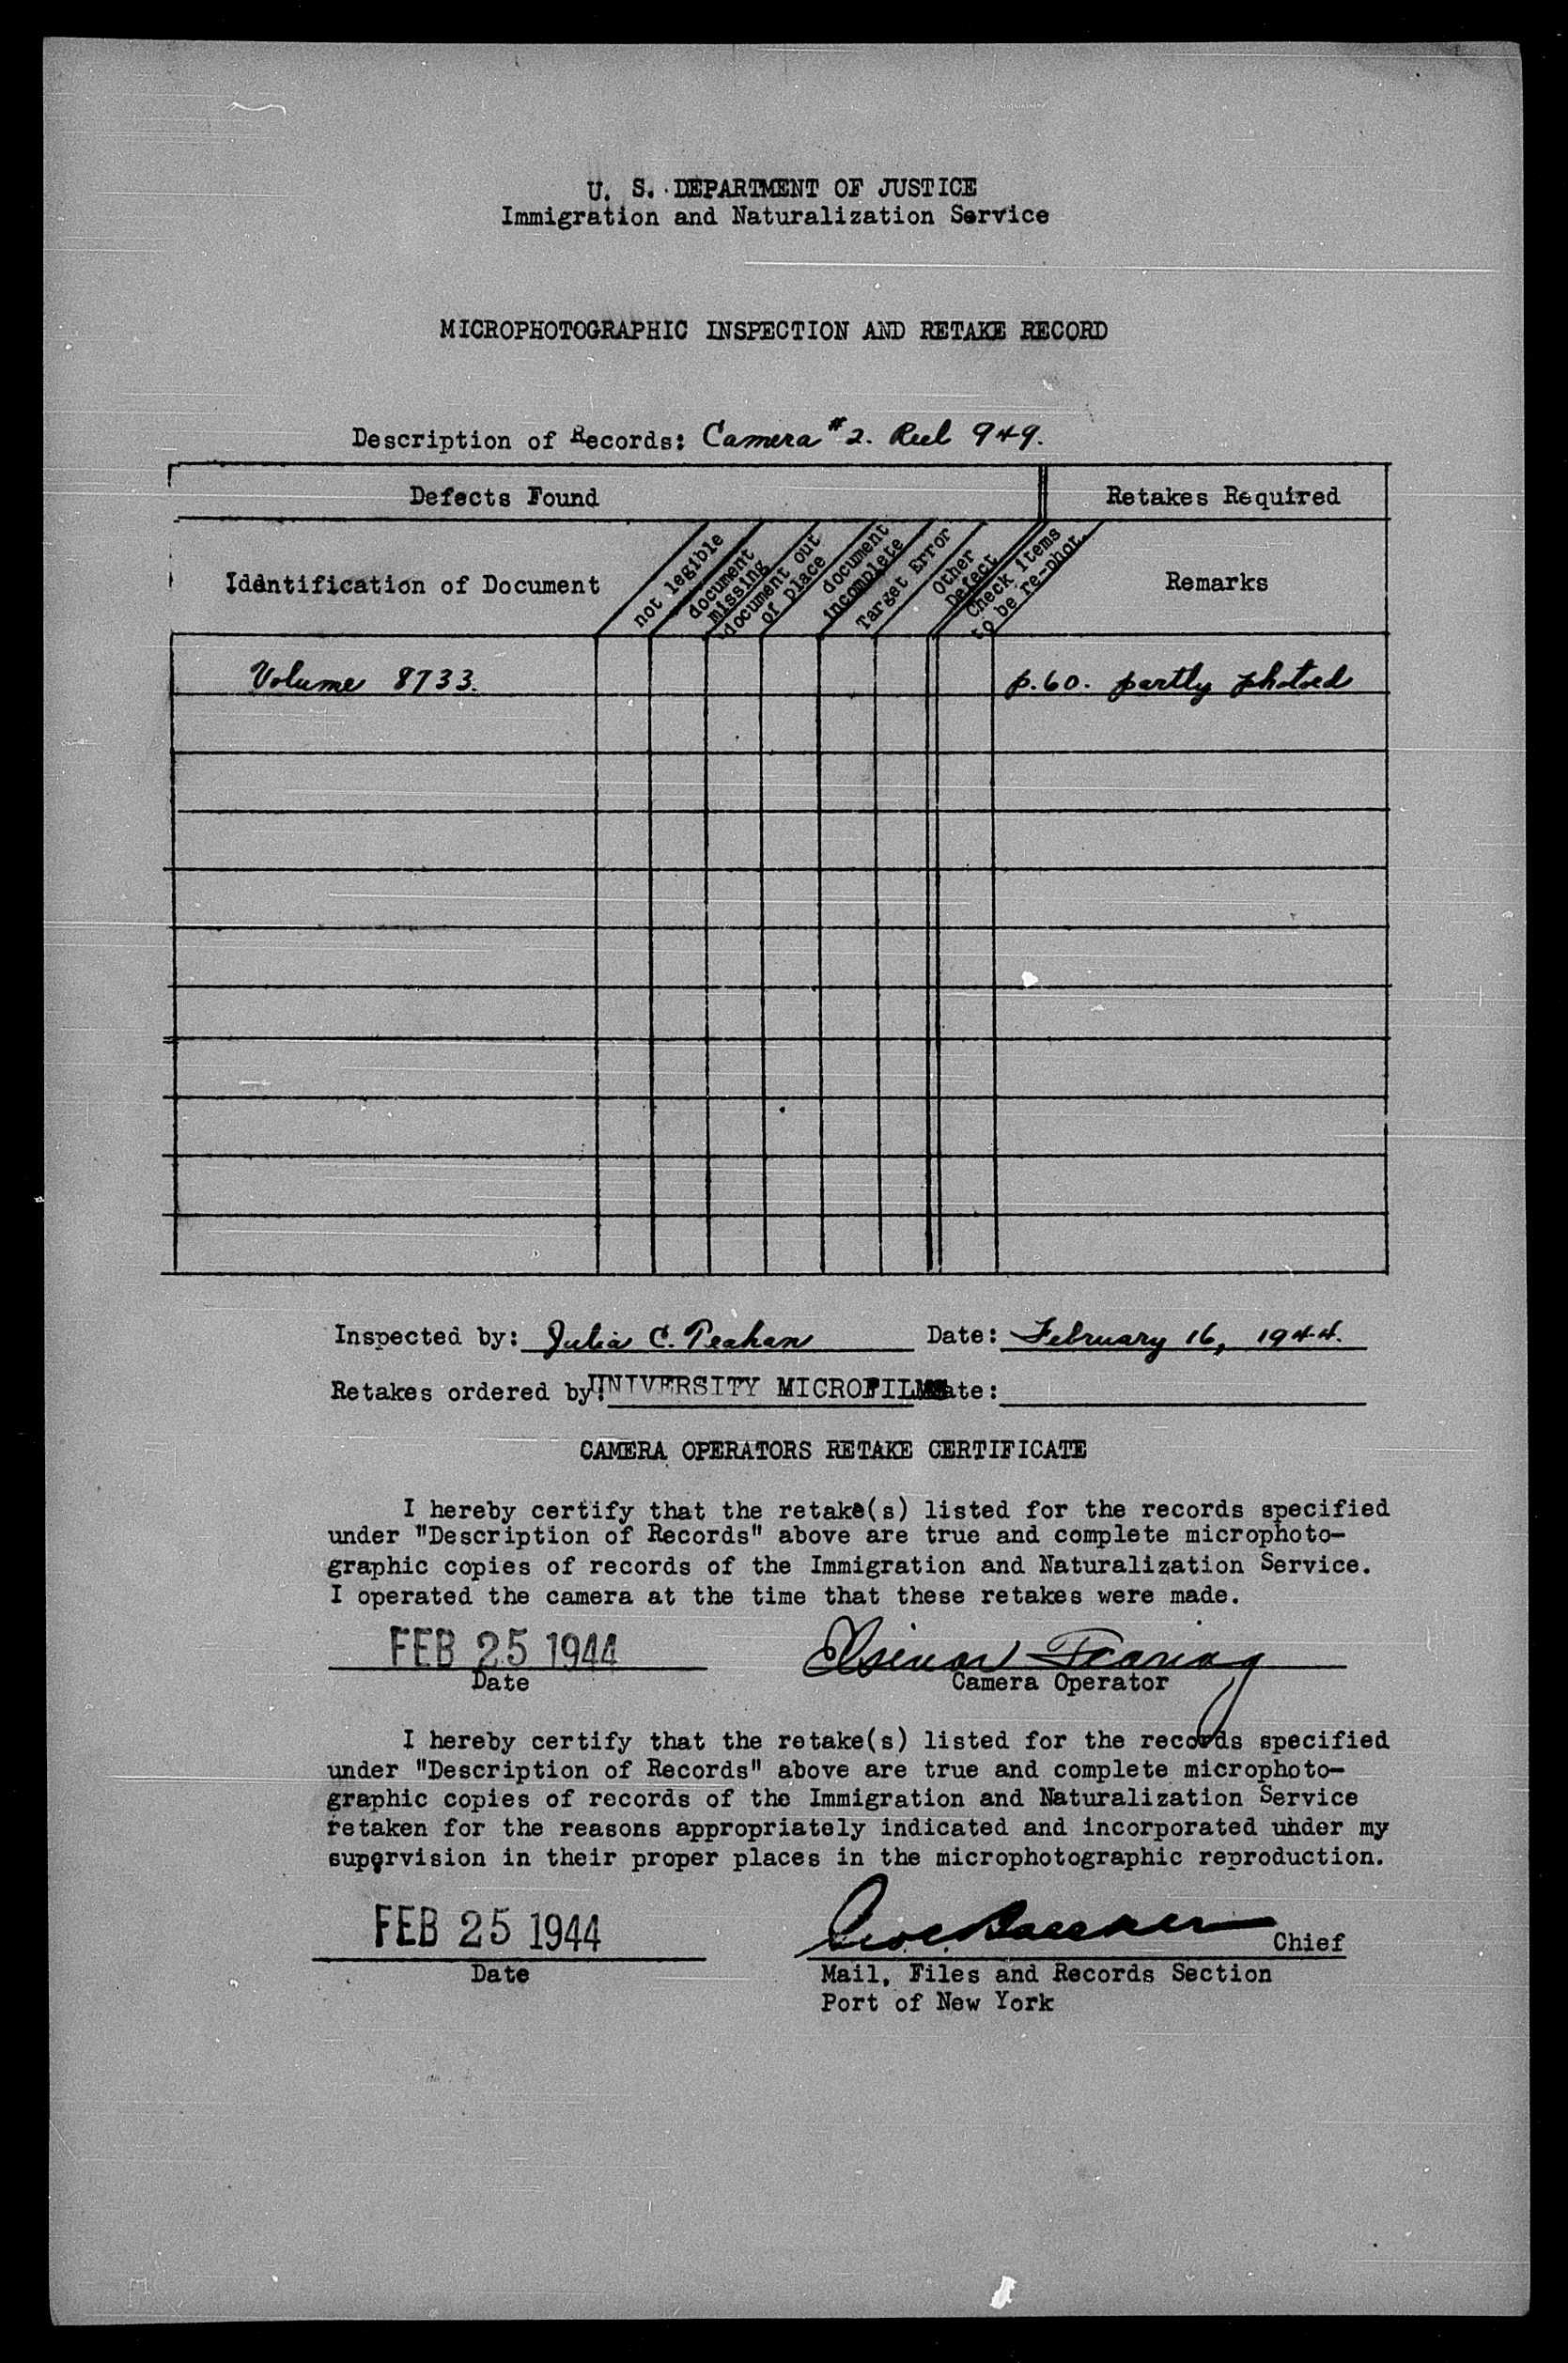 U. S. DEPARTMENT OF JUSTICE
Immigration and Naturalization Service
MICROPHOTOGRAPHIC INSPECTION AND RETAKE RECORD
Description of Records: Camera #2. Reel 949.
Defects Found
Retakes Required
Identification of Document
not legible
document missing
document out of place
document incomplete
Target Error
Other Defect
Check items to be re-phot.
Remarks
Volume 8733.
p.60. partly photoed
Inspected by: Julia C. Date: February 16, 1944.
Retakes ordered by: UNIVERSITY MICROFILMS Date:
CAMERA OPERATORS RETAKE CERTIFICATE
I hereby certify that the retake(s) listed for the records specified
under "Description of Records" above are true and complete microphoto-
graphic copies of records of the Immigration and Naturalization Service.
I operated the camera at the time that these retakes were made.
FEB 25 1944
Date
Camera Operator
I hereby certify that the retake(s) listed for the records specified
under "Description of Records" above are true and complete microphoto-
graphic copies of records of the Immigration and Naturalization Service
retaken for the reasons appropriately indicated and incorporated under my
supervision in their proper places in the microphotographic reproduction.
FEB 25 1944
Chief
Date
Mail, Files and Records Section
Port of New York